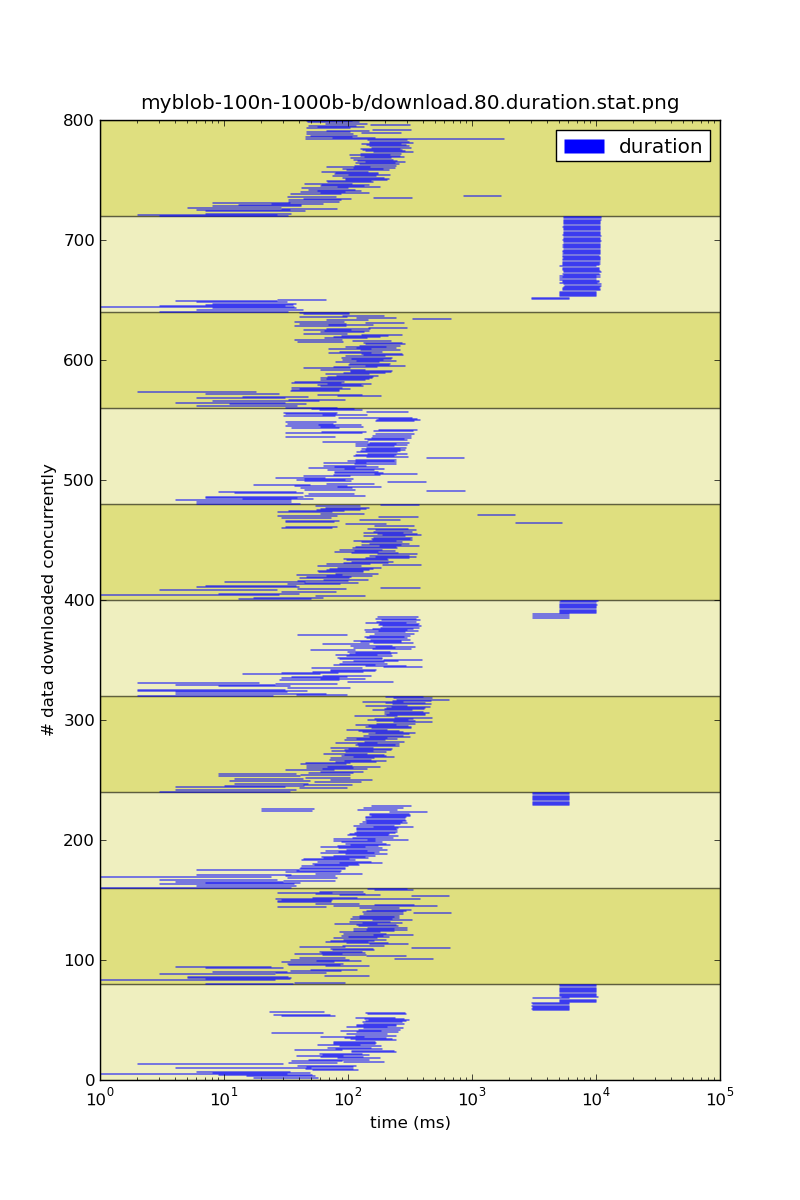 myblob-100n-1000b-b/download.80.duration.stat.png
duration
800
700
600
500
400
300
200
100
0
# data downloaded concurrently
10^0 10^1 10^2 10^3 10^4 10^5
time (ms)